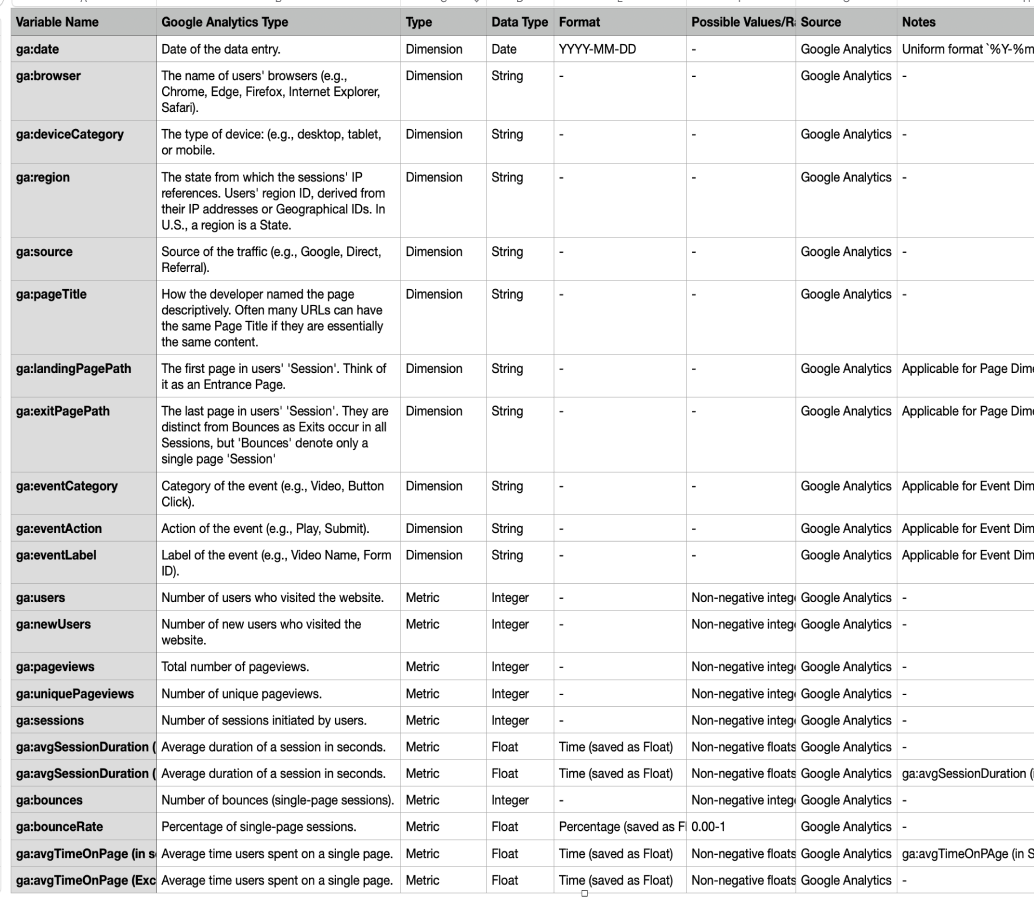 Variable Name Google Analytics Type Type Data Type Format Possible Values/Ra Source Notes
ga:date Date of the data entry. Dimension Date YYYY-MM-DD - Google Analytics Uniform format `%Y-%m
ga:browser The name of users' browsers (e.g., Dimension String - - Google Analytics -
Chrome, Edge, Firefox, Internet Explorer,
Safari).
ga:deviceCategory The type of device: (e.g., desktop, tablet, Dimension String - - Google Analytics -
or mobile.
ga:region The state from which the sessions' IP Dimension String - - Google Analytics -
references. Users' region ID, derived from
their IP addresses or Geographical IDs. In
U.S., a region is a State.
ga:source Source of the traffic (e.g., Google, Direct, Dimension String - - Google Analytics -
Referral).
ga:pageTitle How the developer named the page Dimension String - - Google Analytics -
descriptively. Often many URLs can have
the same Page Title if they are essentially
the same content.
ga:landingPagePath The first page in users' 'Session'. Think of Dimension String - - Google Analytics Applicable for Page Dime
it as an Entrance Page.
ga:exitPagePath The last page in users' 'Session'. They are Dimension String - - Google Analytics Applicable for Page Dime
distinct from Bounces as Exits occur in all
Sessions, but 'Bounces' denote only a
single page 'Session'
ga:eventCategory Category of the event (e.g., Video, Button Dimension String - - Google Analytics Applicable for Event Dim
Click).
ga:eventAction Action of the event (e.g., Play, Submit). Dimension String - - Google Analytics Applicable for Event Dim
ga:eventLabel Label of the event (e.g., Video Name, Form Dimension String - - Google Analytics Applicable for Event Dim
ID).
ga:users Number of users who visited the website. Metric Integer - Non-negative intege Google Analytics -
ga:newUsers Number of new users who visited the Metric Integer - Non-negative intege Google Analytics -
website.
ga:pageviews Total number of pageviews. Metric Integer - Non-negative intege Google Analytics -
ga:uniquePageviews Number of unique pageviews. Metric Integer - Non-negative intege Google Analytics -
ga:sessions Number of sessions initiated by users. Metric Integer - Non-negative intege Google Analytics -
ga:avgSessionDuration ( Average duration of a session in seconds. Metric Float Time (saved as Float) Non-negative floats Google Analytics -
ga:avgSessionDuration ( Average duration of a session in seconds. Metric Float Time (saved as Float) Non-negative floats Google Analytics ga:avgSessionDuration (
ga:bounces Number of bounces (single-page sessions). Metric Integer - Non-negative intege Google Analytics -
ga:bounceRate Percentage of single-page sessions. Metric Float Percentage (saved as Fl 0.00-1 Google Analytics -
ga:avgTimeOnPage (in se Average time users spent on a single page. Metric Float Time (saved as Float) Non-negative floats Google Analytics ga:avgTimeOnPAge (in S
ga:avgTimeOnPage (Exc Average time users spent on a single page. Metric Float Time (saved as Float) Non-negative floats Google Analytics -